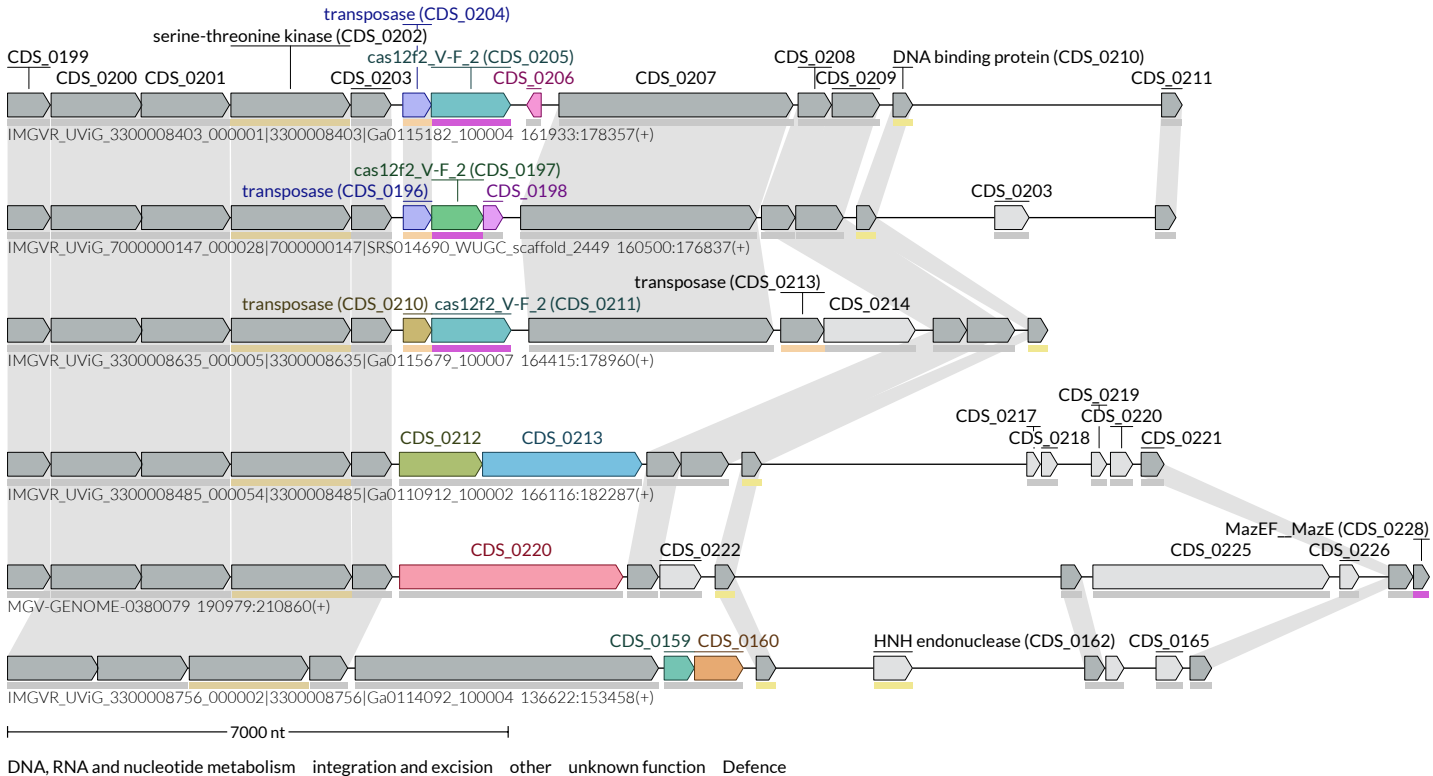 transposase (CDS_0204)
serine-threonine kinase (CDS_0202)
CDS_0199 cas12f2_V-F_2 (CDS_0205) CDS_0208 DNA binding protein (CDS_0210)
CDS_0200 CDS_0201 CDS_0203 CDS_0206 CDS_0207 CDS_0209 CDS_0211
IMGVR_UViG_3300008403_000001|3300008403|Ga0115182_100004 161933:178357(+)
cas12f2_V-F_2 (CDS_0197)
transposase (CDS_0196) CDS_0198 CDS_0203
IMGVR_UViG_7000000147_000028|7000000147|SRS014690_WUGC_scaffold_2449 160500:176837(+)
transposase (CDS_0213)
transposase (CDS_0210) cas12f2_V-F_2 (CDS_0211) CDS_0214
IMGVR_UViG_3300008635_000005|3300008635|Ga0115679_100007 164415:178960(+)
CDS_0219
CDS_0217 CDS_0220
CDS_0212 CDS_0213 CDS_0218 CDS_0221
IMGVR_UViG_3300008485_000054|3300008485|Ga0110912_100002 166116:182287(+)
MazEF__MazE (CDS_0228)
CDS_0220 CDS_0222 CDS_0225 CDS_0226
MGV-GENOME-0380079 190979:210860(+)
CDS_0159 CDS_0160 HNH endonuclease (CDS_0162) CDS_0165
IMGVR_UViG_3300008756_000002|3300008756|Ga0114092_100004 136622:153458(+)
7000 nt
DNA, RNA and nucleotide metabolism integration and excision other unknown function Defence